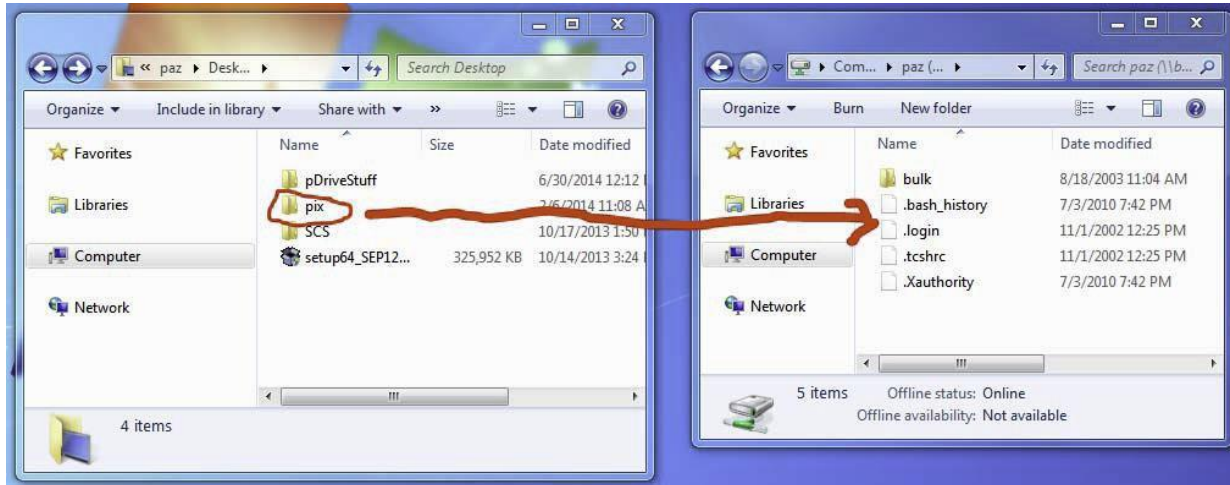 « paz ▸ Desk... ▸
Search Desktop
Organize
Include in library
Share with
»
Favorites
Libraries
Computer
Network
Name
Size
Date modified
pDriveStuff
6/30/2014 12:12
pix
2/6/2014 11:08 A
SCS
10/17/2013 1:50
setup64_SEP12...
325,952 KB
10/14/2013 3:24
4 items
Com... ▸ paz (... ▸
Search paz (\\b...
Organize
Burn
New folder
Favorites
Libraries
Computer
Network
Name
Date modified
bulk
8/18/2003 11:04 AM
.bash_history
7/3/2010 7:42 PM
.login
11/1/2002 12:25 PM
.tcshrc
11/1/2002 12:25 PM
.Xauthority
7/3/2010 7:42 PM
5 items
Offline status: Online
Offline availability: Not available